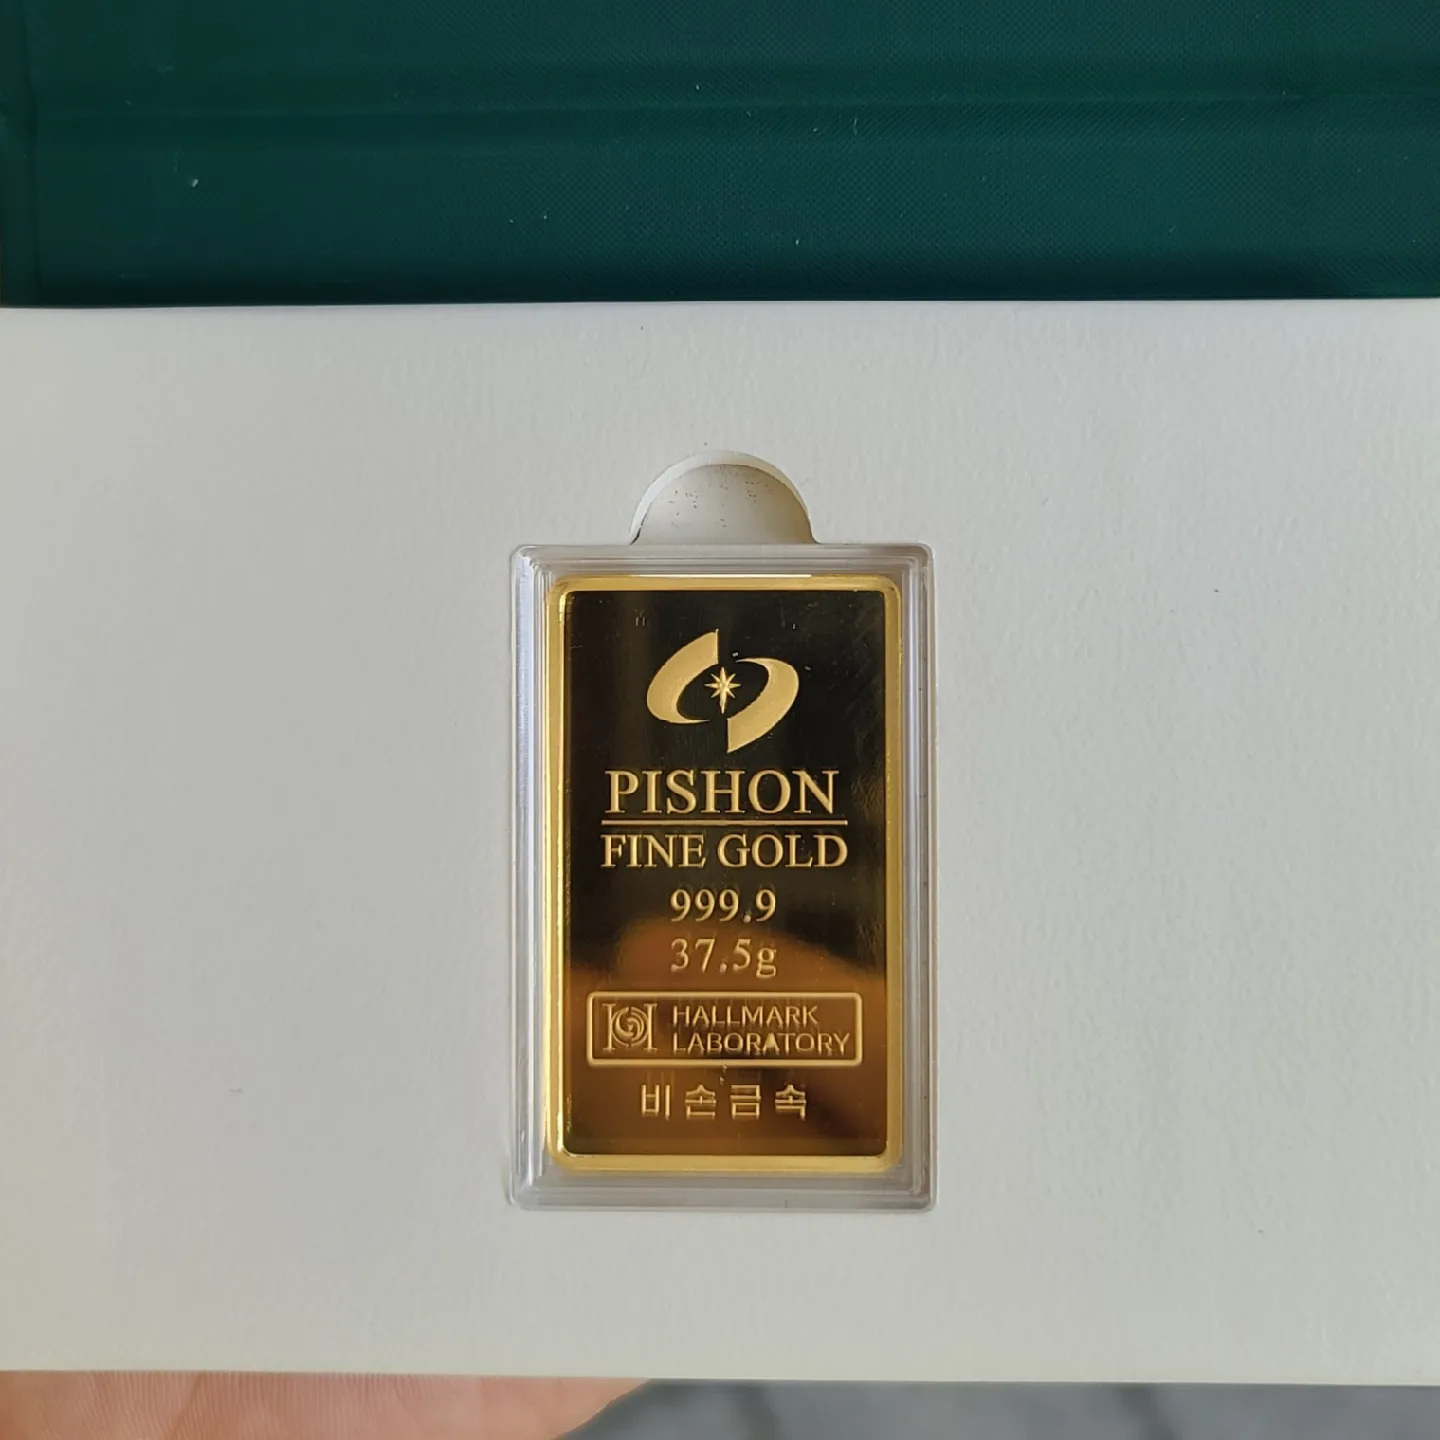 PISHON
FINE GOLD
999.9
37.5g
HALLMARK
LABORATORY
비손금속